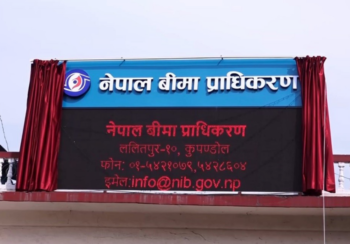 नेपाल बीमा प्राधिकरण
नेपाल बीमा प्राधिकरण
ललितपुर-१०, कुपण्डोल
फोन: ०१-५४२१०७९,५४२८६०४
इमेल:info@nib.gov.np